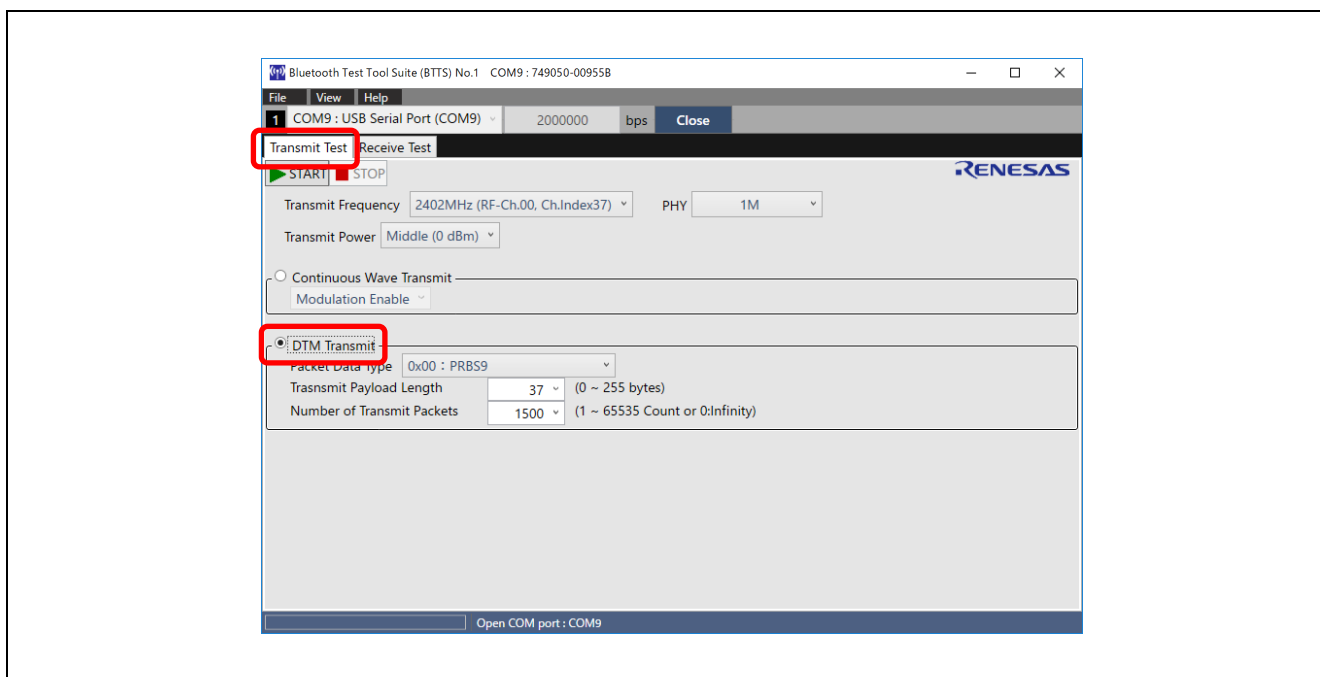 Bluetooth Test Tool Suite (BTTS) No.1 COM9 : 749050-00955B
File View Help
1 COM9 : USB Serial Port (COM9) 2000000 bps Close
Transmit Test Receive Test
START STOP RENESAS
Transmit Frequency 2402MHz (RF-Ch.00, Ch.Index37) PHY 1M
Transmit Power Middle (0 dBm)
Continuous Wave Transmit
Modulation Enable
DTM Transmit
Packet Data Type 0x00 : PRBS9
Trasnsmit Payload Length 37 (0 ~ 255 bytes)
Number of Transmit Packets 1500 (1 ~ 65535 Count or 0:Infinity)
Open COM port : COM9